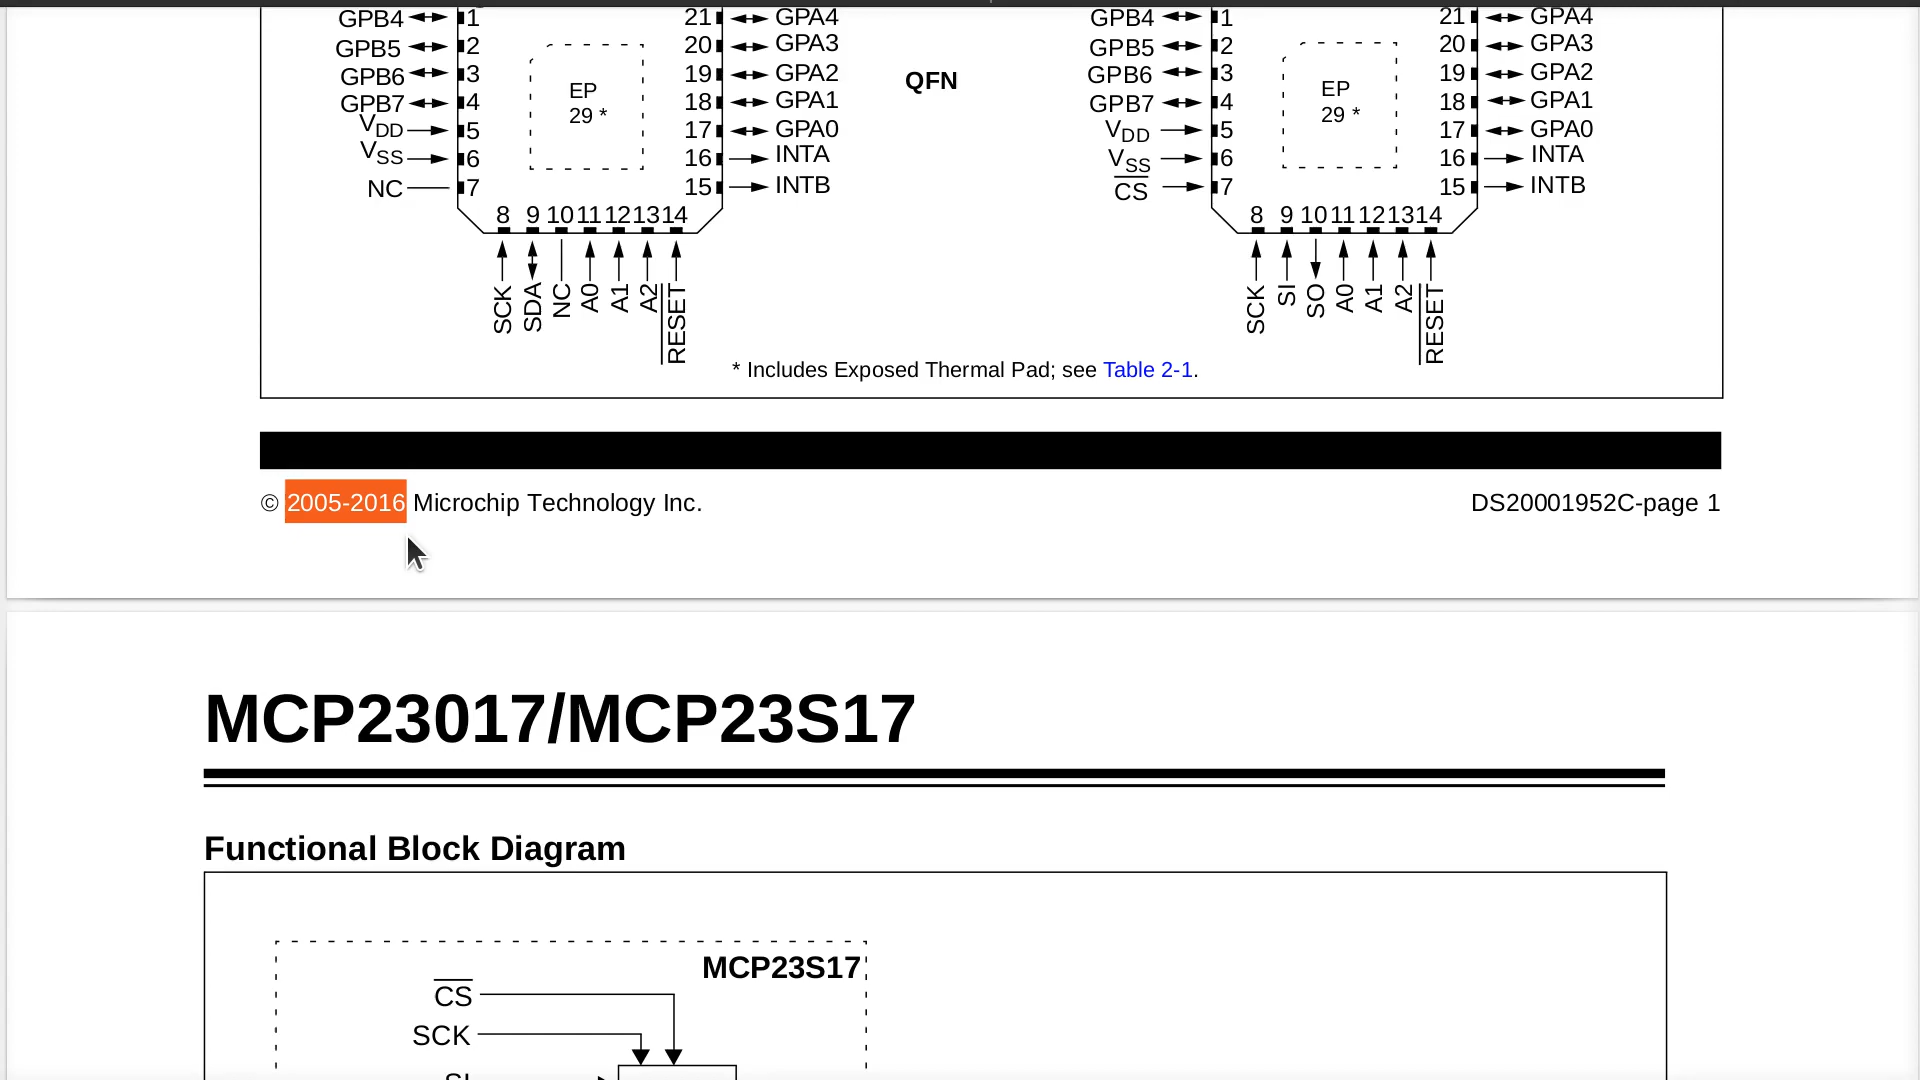 GPB4 1 21 GPA4 GPB4 1 21 GPA4
GPB5 2 20 GPA3 GPB5 2 20 GPA3
GPB6 3 EP 19 GPA2 QFN GPB6 3 EP 19 GPA2
GPB7 4 29 * 18 GPA1 GPB7 4 29 * 18 GPA1
VDD 5 17 GPA0 VDD 5 17 GPA0
VSS 6 16 INTA VSS 6 16 INTA
NC 7 15 INTB CS 7 15 INTB
8 9 10 11 12 13 14 8 9 10 11 12 13 14
SCK SDA NC A0 A1 A2 RESET SCK SI SO A0 A1 A2 RESET
* Includes Exposed Thermal Pad; see Table 2-1.
© 2005-2016 Microchip Technology Inc. DS20001952C-page 1
MCP23017/MCP23S17
Functional Block Diagram
MCP23S17
CS
SCK
SI